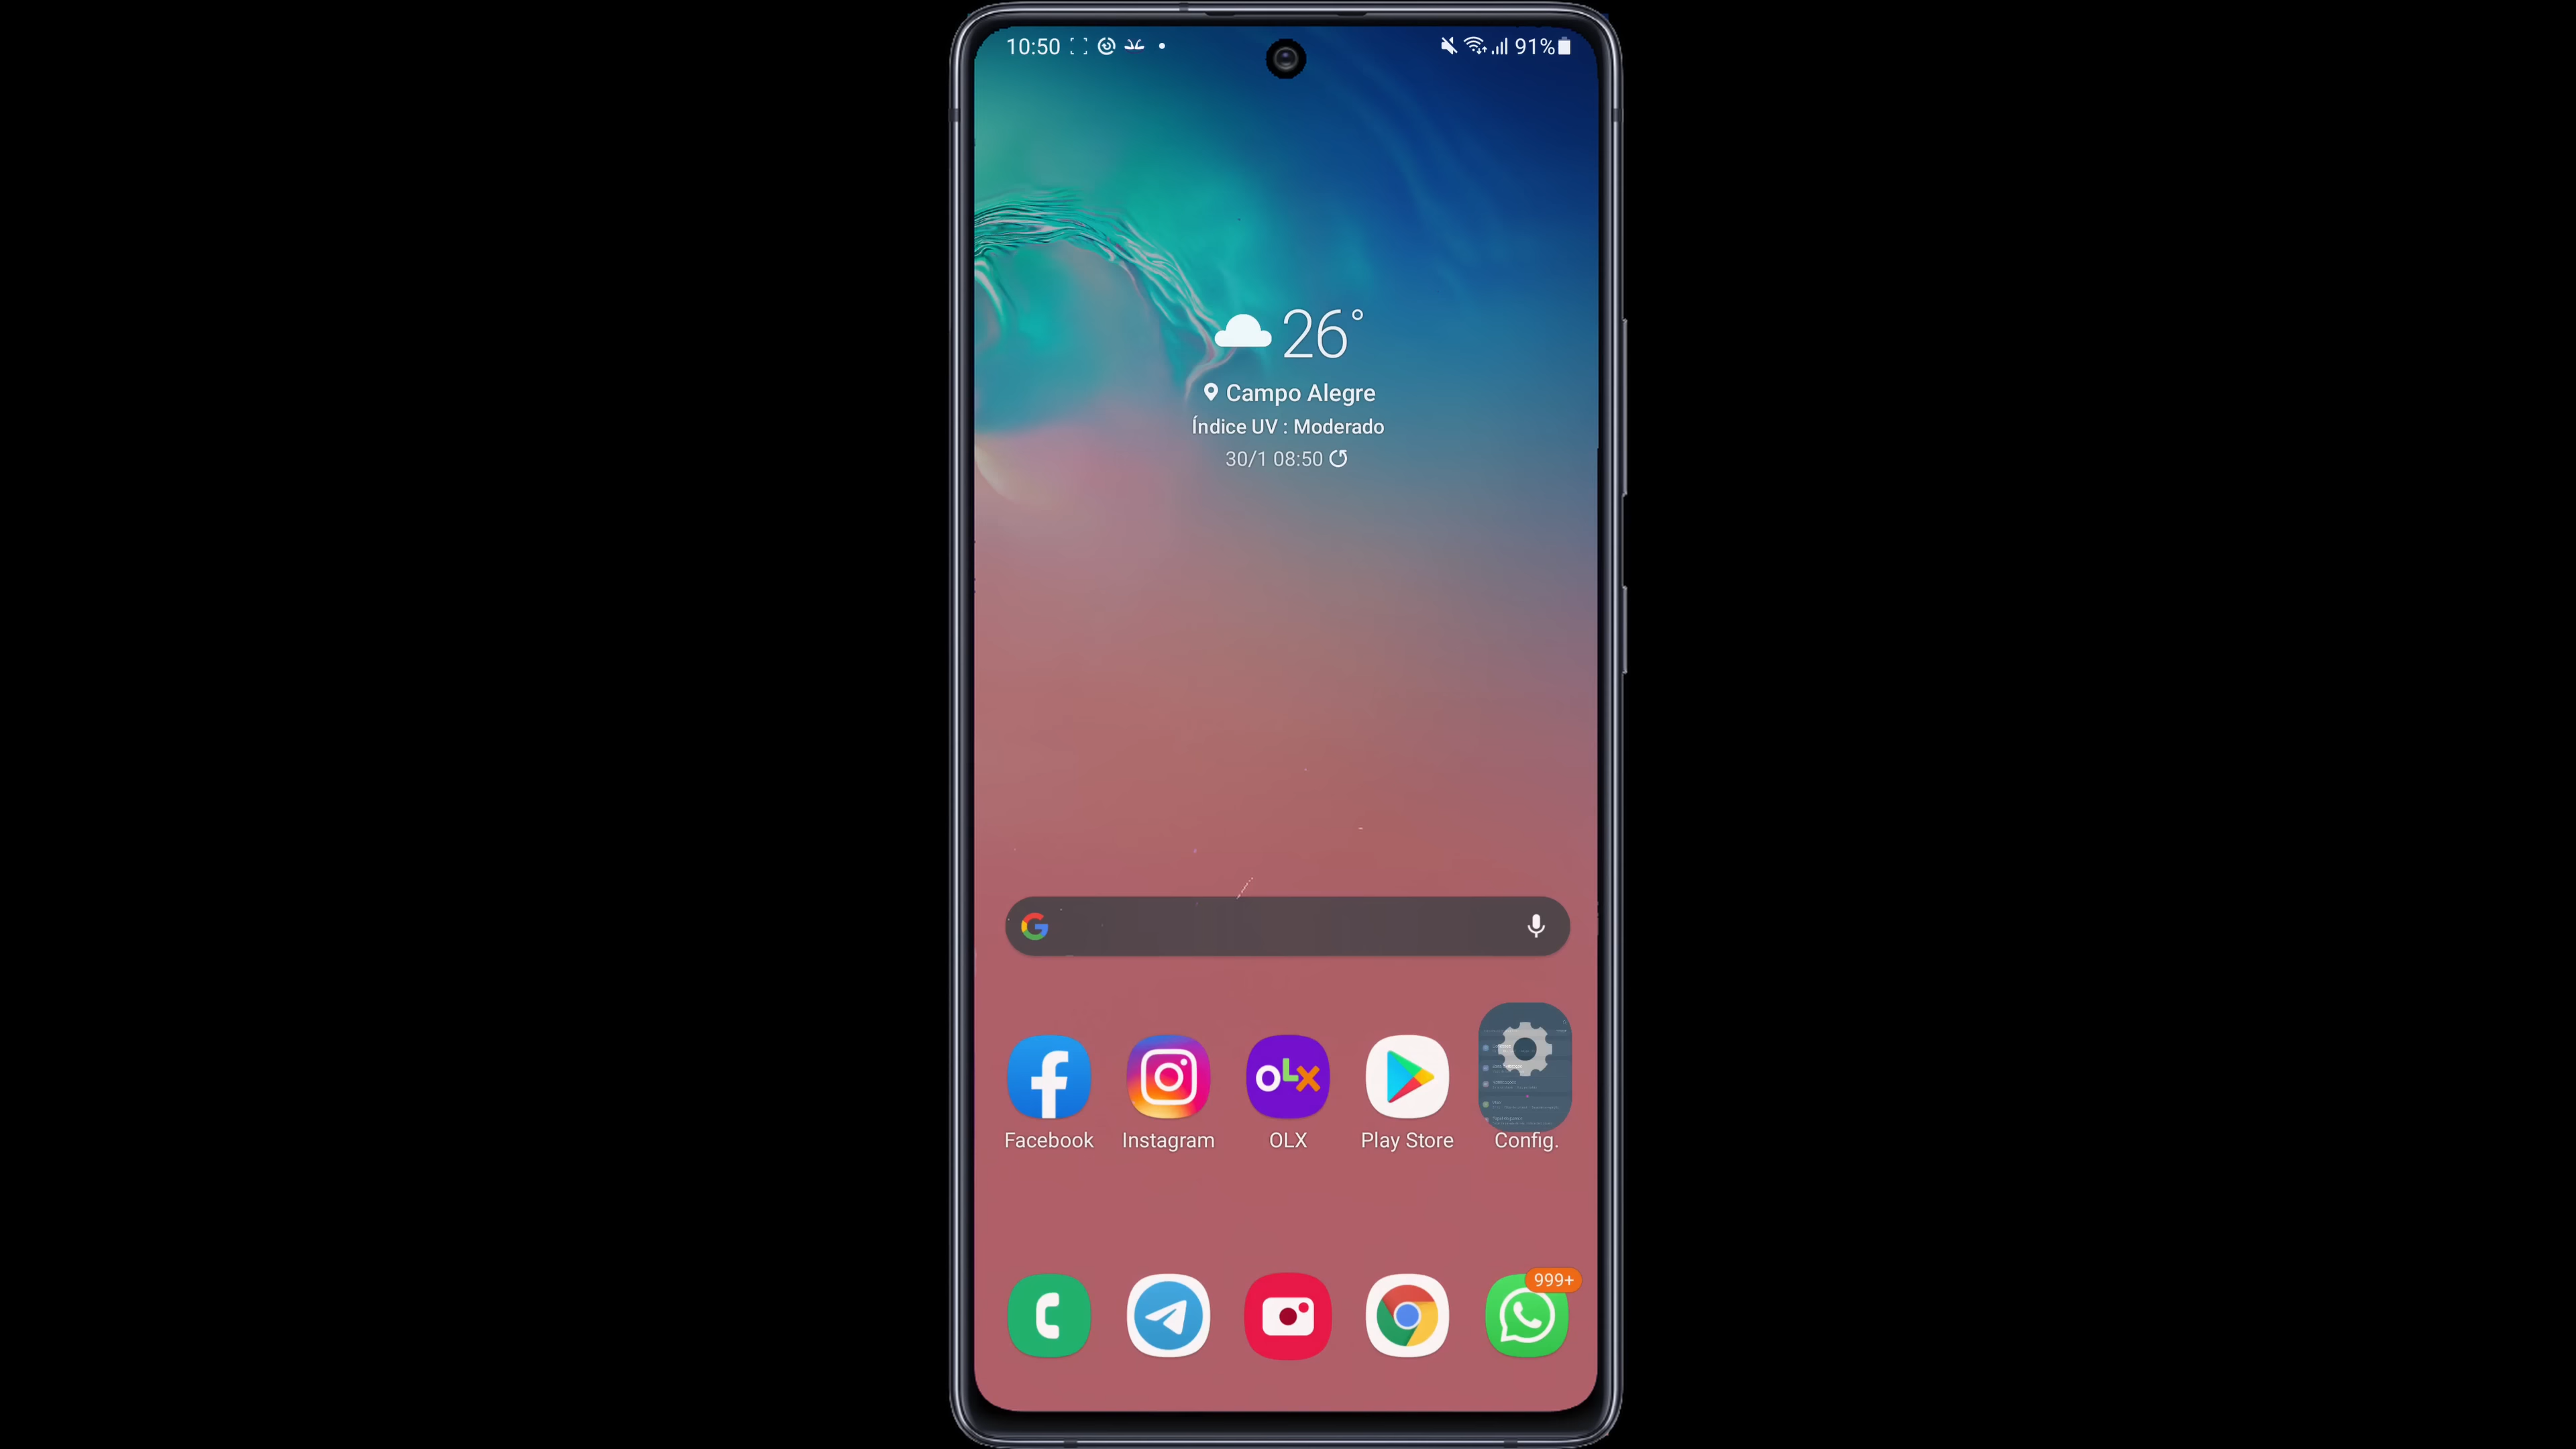 10:50
91%
26°
Campo Alegre
Índice UV : Moderado
30/1 08:50
OLX
Facebook
Instagram
OLX
Play Store
Config.
999+